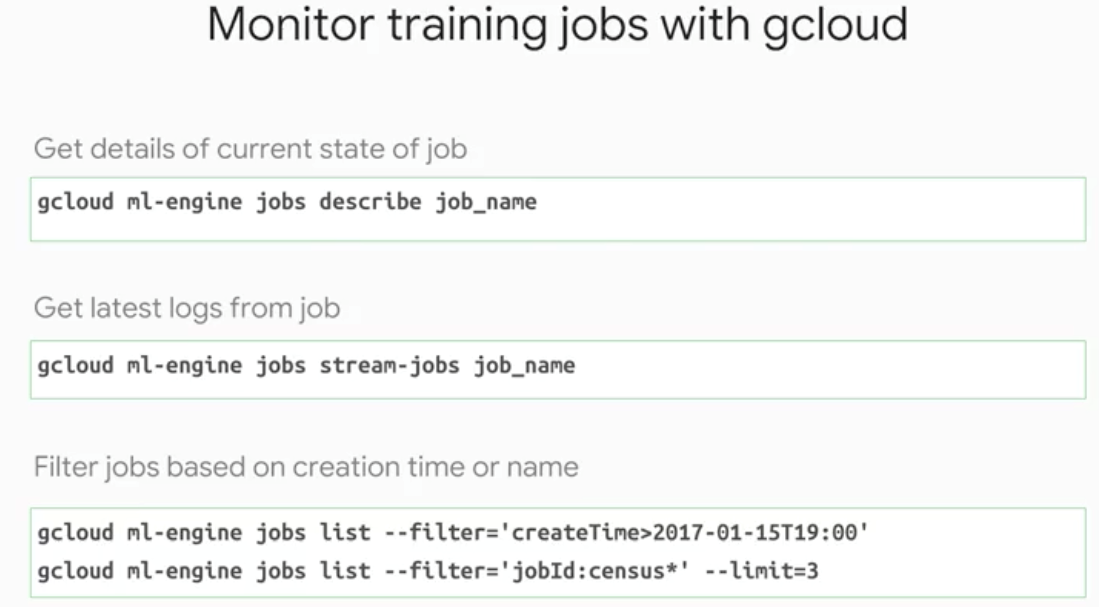 Monitor training jobs with gcloud
Get details of current state of job
gcloud ml-engine jobs describe job_name
Get latest logs from job
gcloud ml-engine jobs stream-jobs job_name
Filter jobs based on creation time or name
gcloud ml-engine jobs list --filter='createTime>2017-01-15T19:00'
gcloud ml-engine jobs list --filter='jobId:census*' --limit=3